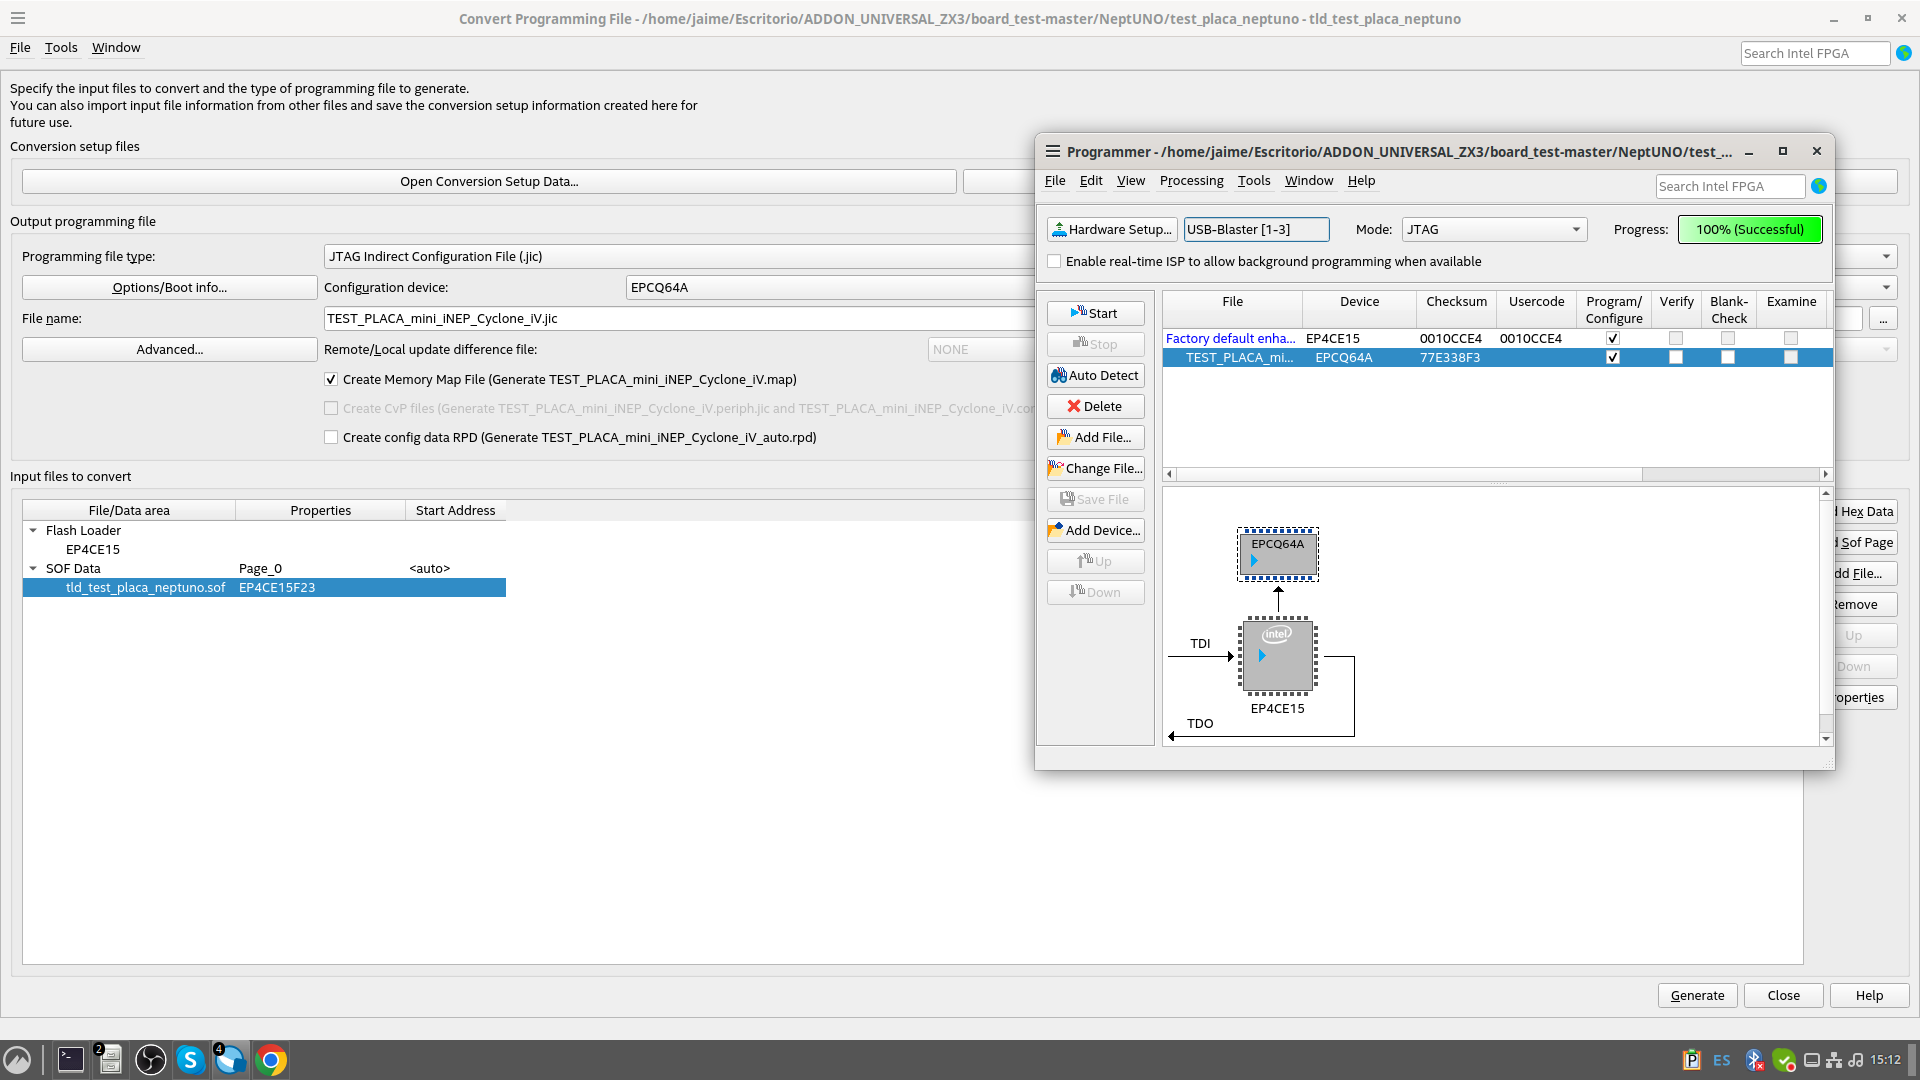 Convert Programming File - /home/jaime/Escritorio/ADDON_UNIVERSAL_ZX3/board_test-master/NeptUNO/test_placa_neptuno - tld_test_placa_neptuno
File Tools Window
Search Intel FPGA
Specify the input files to convert and the type of programming file to generate.
You can also import input file information from other files and save the conversion setup information created here for
future use.
Conversion setup files
Open Conversion Setup Data...
Output programming file
Programming file type:
JTAG Indirect Configuration File (.jic)
Options/Boot info...
Configuration device:
EPCQ64A
File name:
TEST_PLACA_mini_iNEP_Cyclone_iV.jic
...
Advanced...
Remote/Local update difference file:
NONE
Create Memory Map File (Generate TEST_PLACA_mini_iNEP_Cyclone_iV.map)
Create CvP files (Generate TEST_PLACA_mini_iNEP_Cyclone_iV.periph.jic and TEST_PLACA_mini_iNEP_Cyclone_iV.cor
Create config data RPD (Generate TEST_PLACA_mini_iNEP_Cyclone_iV_auto.rpd)
Input files to convert
File/Data area Properties Start Address
Flash Loader
EP4CE15
SOF Data Page_0 <auto>
tld_test_placa_neptuno.sof EP4CE15F23
d Hex Data
d Sof Page
dd File...
Remove
Up
Down
operties
Generate Close Help
Programmer - /home/jaime/Escritorio/ADDON_UNIVERSAL_ZX3/board_test-master/NeptUNO/test_...
File Edit View Processing Tools Window Help
Search Intel FPGA
Hardware Setup... USB-Blaster [1-3] Mode: JTAG Progress: 100% (Successful)
Enable real-time ISP to allow background programming when available
Start
Stop
Auto Detect
Delete
Add File...
Change File...
Save File
Add Device...
Up
Down
File Device Checksum Usercode Program/ Verify Blank- Examine
Configure Check
Factory default enha... EP4CE15 0010CCE4 0010CCE4
TEST_PLACA_mi... EPCQ64A 77E338F3
EPCQ64A
TDI
intel
EP4CE15
TDO
2
4
ES
15:12